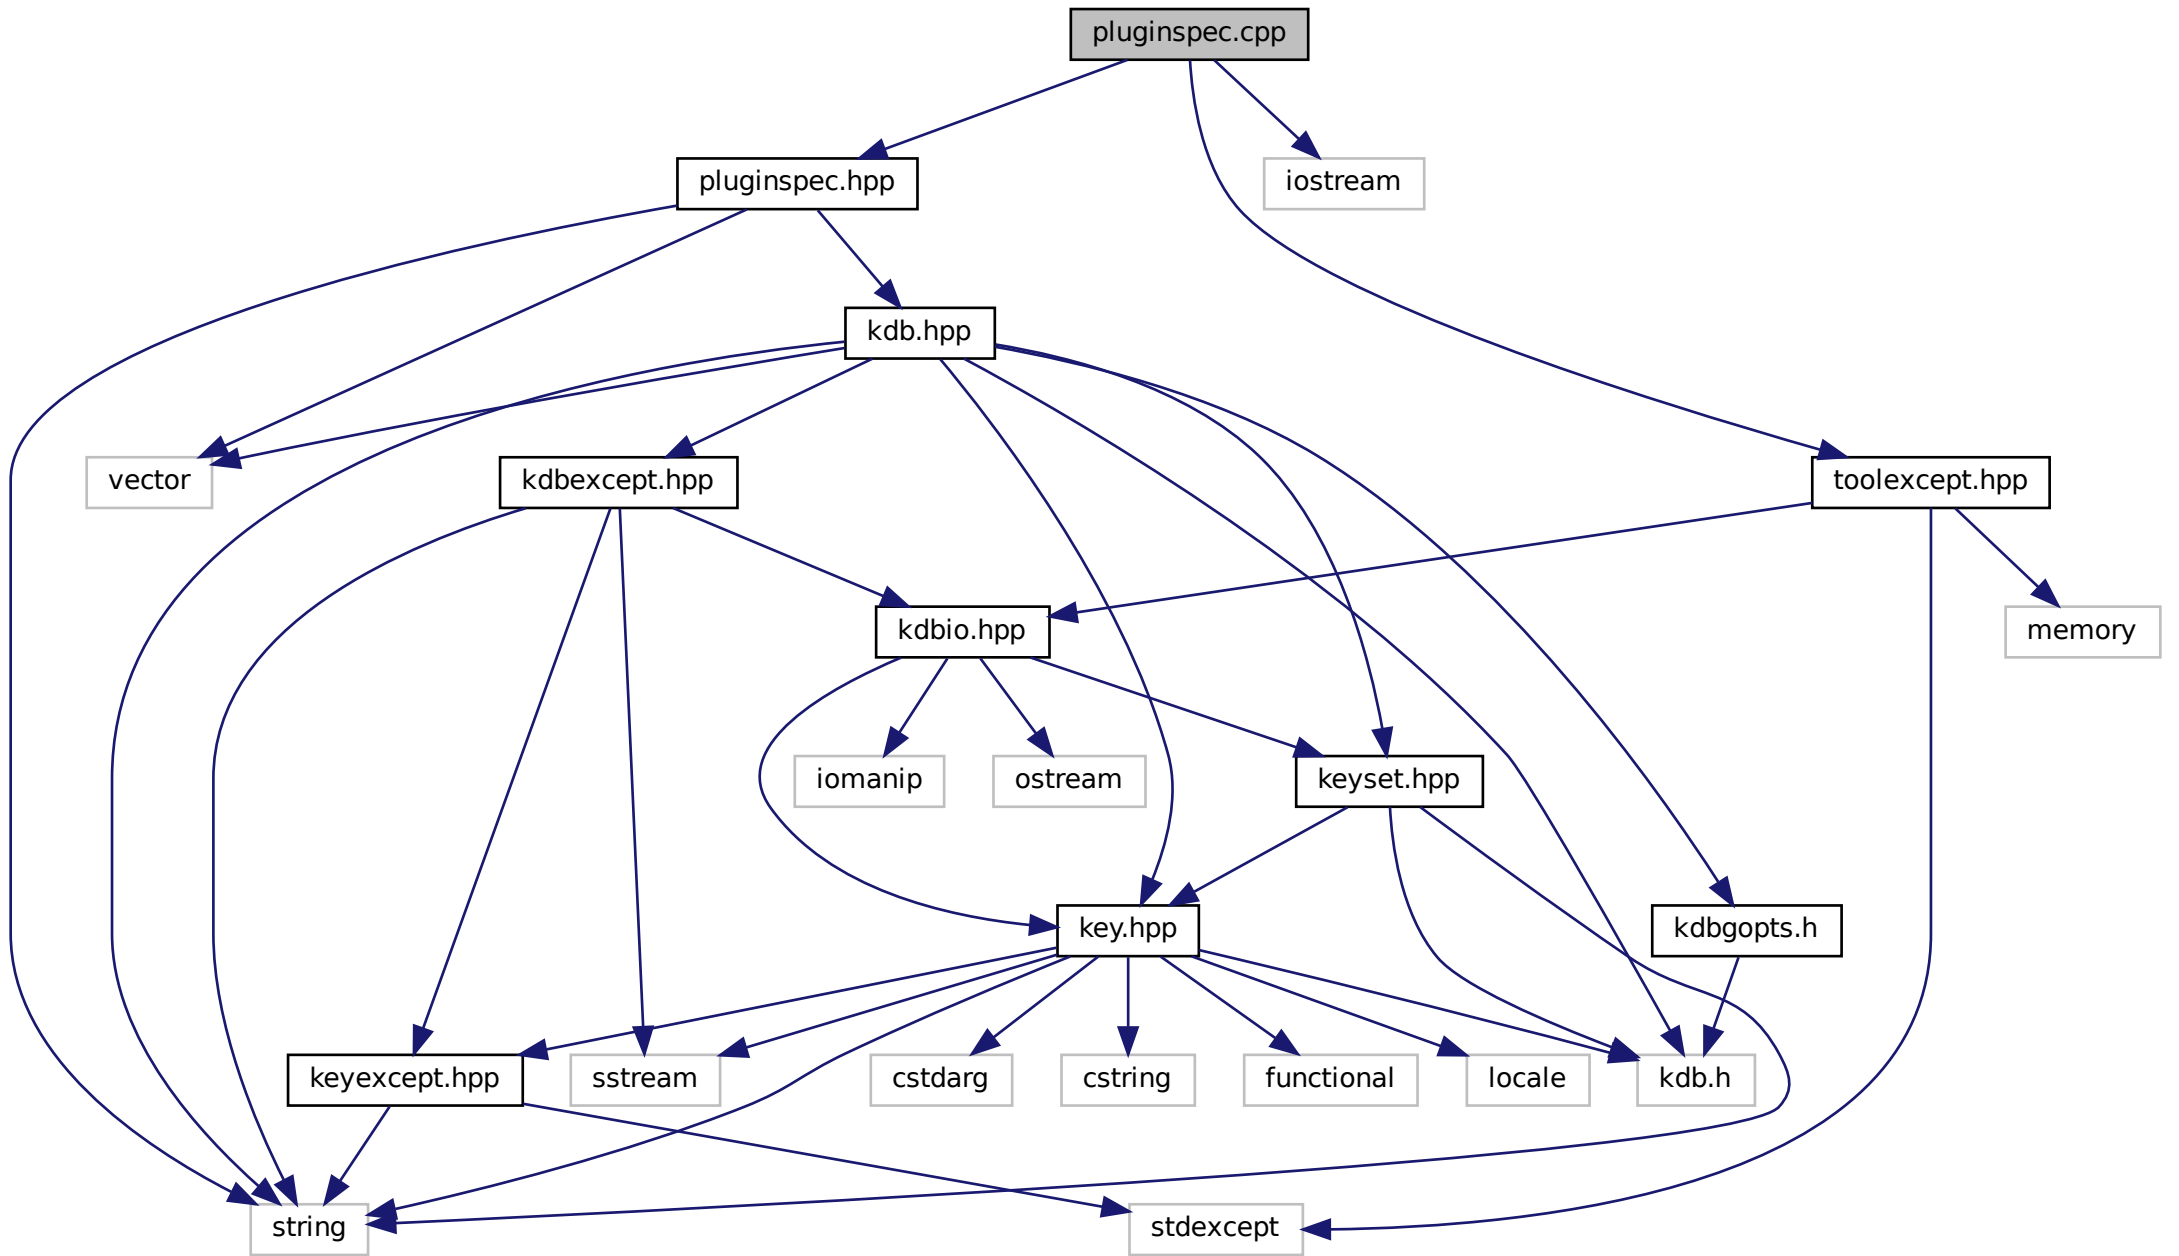 pluginspec.cpp
pluginspec.hpp
iostream
kdb.hpp
vector
kdbexcept.hpp
toolexcept.hpp
kdbio.hpp
memory
iomanip
ostream
keyset.hpp
key.hpp
kdbgopts.h
keyexcept.hpp
sstream
cstdarg
cstring
functional
locale
kdb.h
string
stdexcept